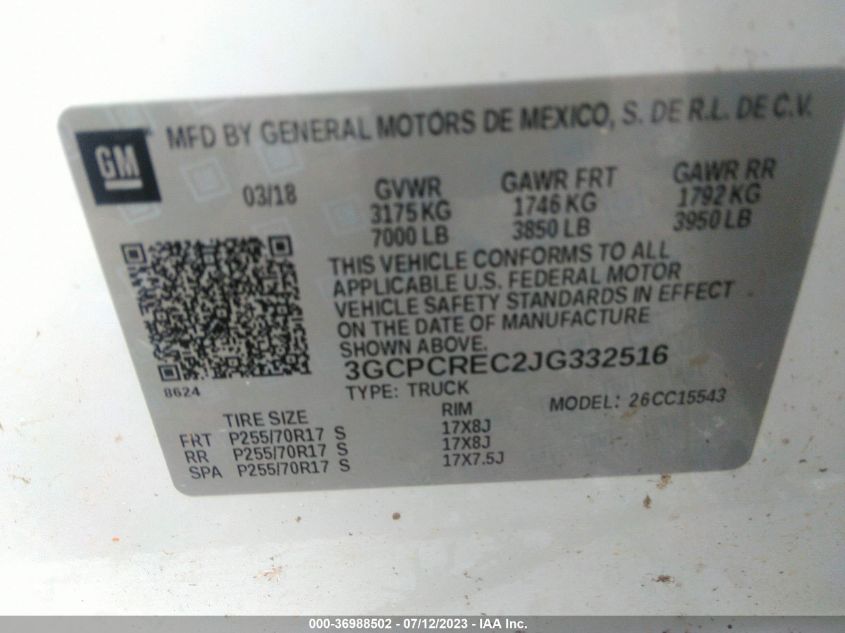 GM
MFD BY GENERAL MOTORS DE MEXICO, S. DE R.L. DE C.V.
03/18
GVWR
3175 KG
7000 LB
GAWR FRT
1746 KG
3850 LB
GAWR RR
1792 KG
3950 LB
THIS VEHICLE CONFORMS TO ALL
APPLICABLE U.S. FEDERAL MOTOR
VEHICLE SAFETY STANDARDS IN EFFECT
ON THE DATE OF MANUFACTURE
SHOWN ABOVE.
3GCPCREC2JG332516
8624
TYPE: TRUCK
MODEL: 26CC15543
TIRE SIZE
RIM
FRT P255/70R17 S 17X8J
RR P255/70R17 S 17X8J
SPA P255/70R17 S 17X7.5J
000-36988502 - 07/12/2023 - IAA Inc.